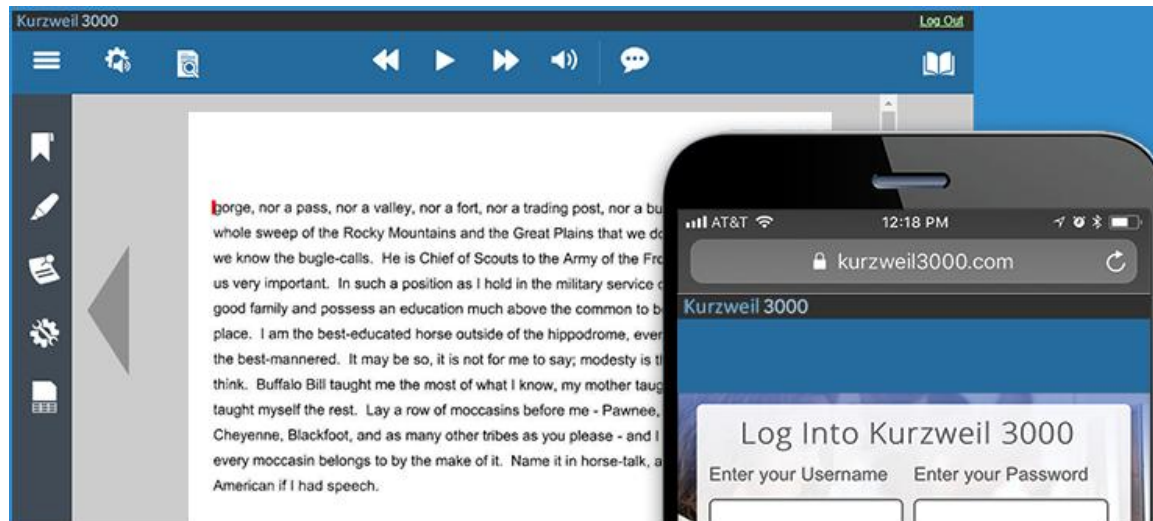 Kurzweil 3000
Log Out
gorge, nor a pass, nor a valley, nor a fort, nor a trading post, nor a
whole sweep of the Rocky Mountains and the Great Plains that we
we know the bugle-calls. He is Chief of Scouts to the Army of the
us very important. In such a position as I hold in the military service
good family and possess an education much above the common to
place. I am the best-educated horse outside of the hippodrome,
the best-mannered. It may be so, it is not for me to say; modesty is
think. Buffalo Bill taught me the most of what I know, my mother
taught myself the rest. Lay a row of moccasins before me - Pawnee,
Cheyenne, Blackfoot, and as many other tribes as you please - and I
every moccasin belongs to by the make of it. Name it in horse-talk,
American if I had speech.
AT&T 12:18 PM
kurzweil3000.com
Kurzweil 3000
Log Into Kurzweil 3000
Enter your Username Enter your Password